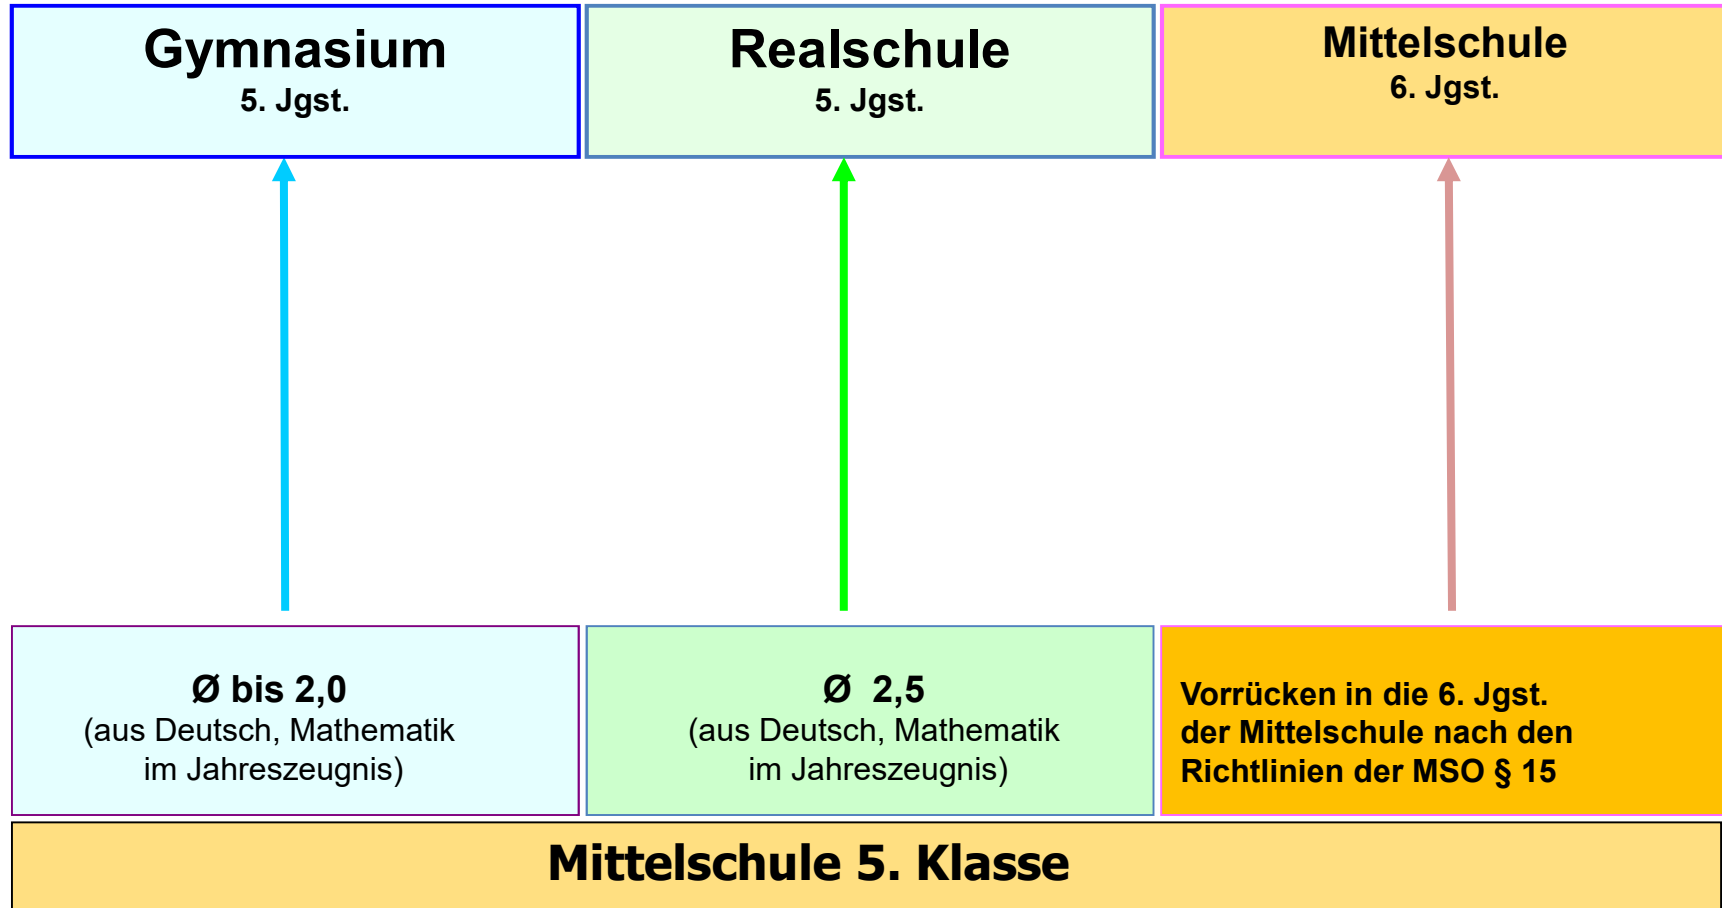 Gymnasium
5. Jgst.
Realschule
5. Jgst.
Mittelschule
6. Jgst.
Ø bis 2,0
(aus Deutsch, Mathematik
im Jahreszeugnis)
Ø 2,5
(aus Deutsch, Mathematik
im Jahreszeugnis)
Vorrücken in die 6. Jgst.
der Mittelschule nach den
Richtlinien der MSO § 15
Mittelschule 5. Klasse